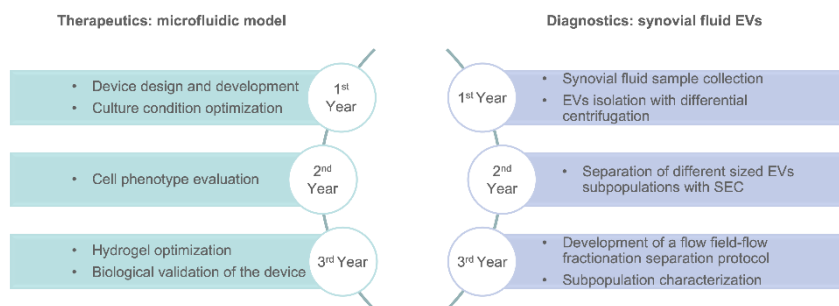 Therapeutics: microfluidic model
• Device design and development
• Culture condition optimization
1st
Year
• Cell phenotype evaluation
2nd
Year
• Hydrogel optimization
• Biological validation of the device
3rd Year
Diagnostics: synovial fluid EVs
1st Year
• Synovial fluid sample collection
• EVs isolation with differential
centrifugation
2nd
Year
• Separation of different sized EVs
subpopulations with SEC
3rd Year
• Development of a flow field-flow
fractionation separation protocol
• Subpopulation characterization